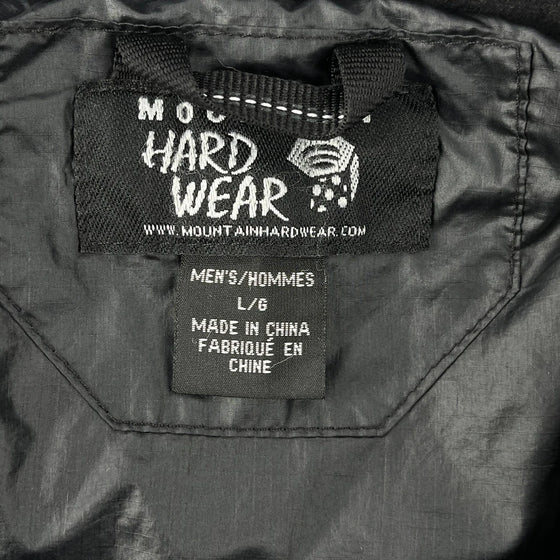 HARD
WEAR
WWW.MOUNTAINHARDWEAR.COM
MEN'S/HOMMES
L/G
MADE IN CHINA
FABRIQUÉ EN
CHINE